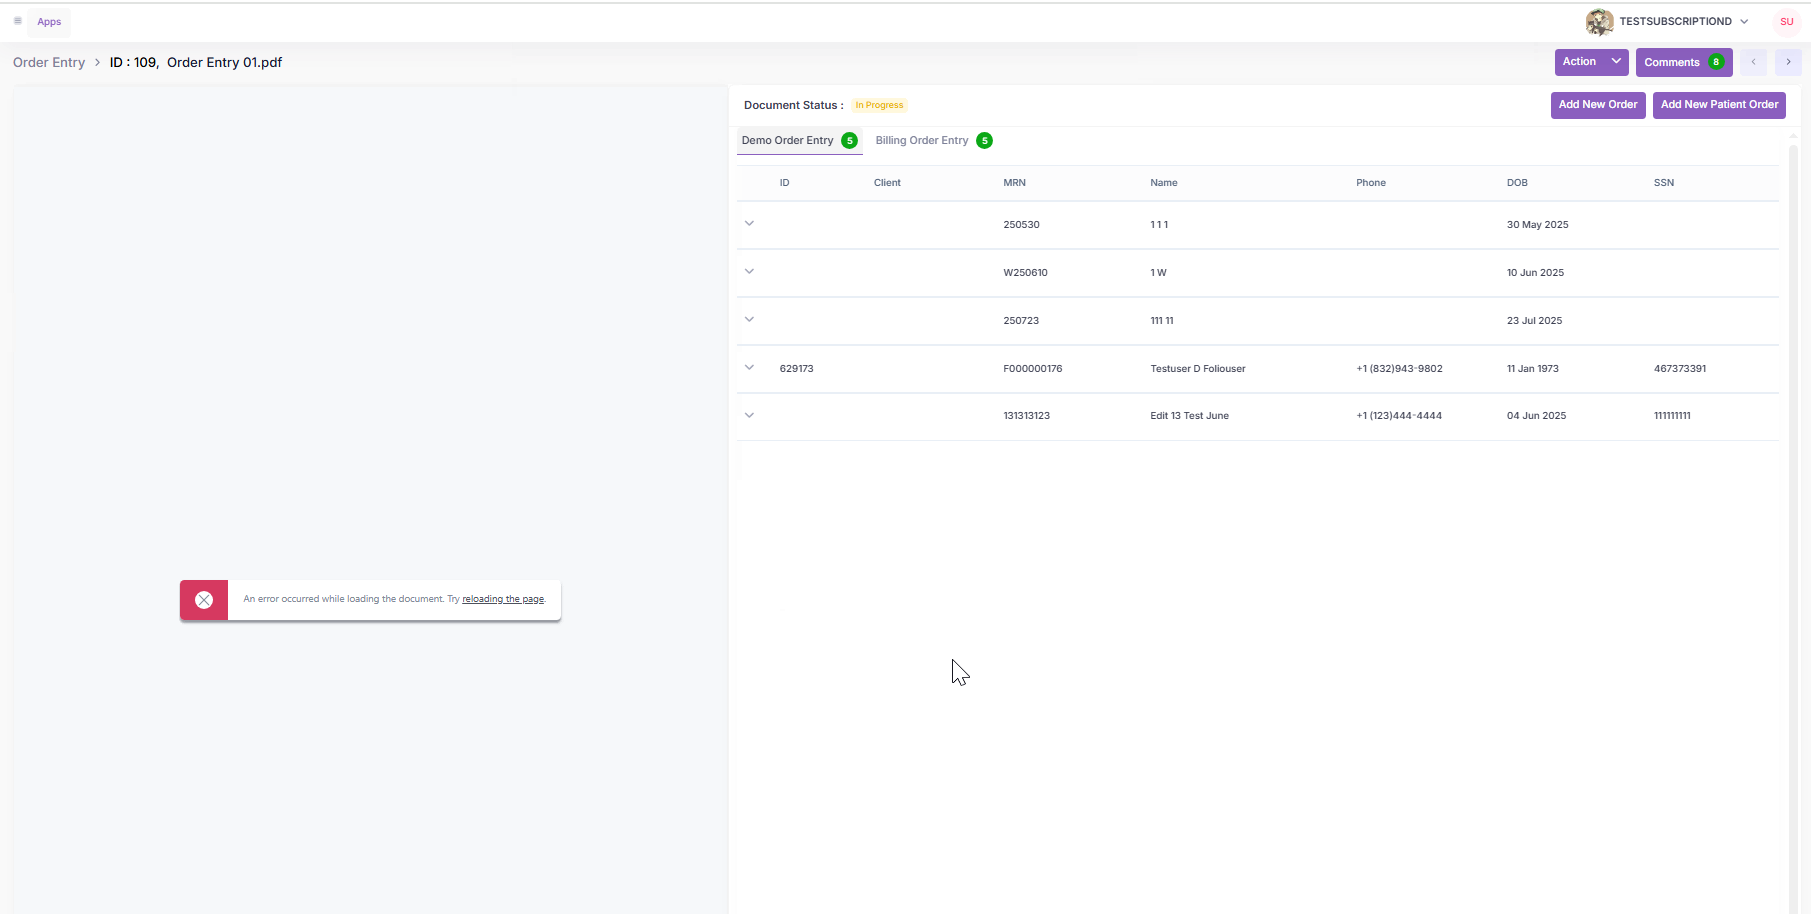 Apps
TESTSUBSCRIPTIOND
SU
Order Entry > ID : 109, Order Entry 01.pdf
Action
Comments 8
Document Status : In Progress
Add New Order
Add New Patient Order
Demo Order Entry 5
Billing Order Entry 5
ID Client MRN Name Phone DOB SSN
250530 1 1 1 30 May 2025
W250610 1 W 10 Jun 2025
250723 111 11 23 Jul 2025
629173 F000000176 Testuser D Foliouser +1 (832)943-9802 11 Jan 1973 467373391
131313123 Edit 13 Test June +1 (123)444-4444 04 Jun 2025 111111111
An error occurred while loading the document. Try reloading the page.